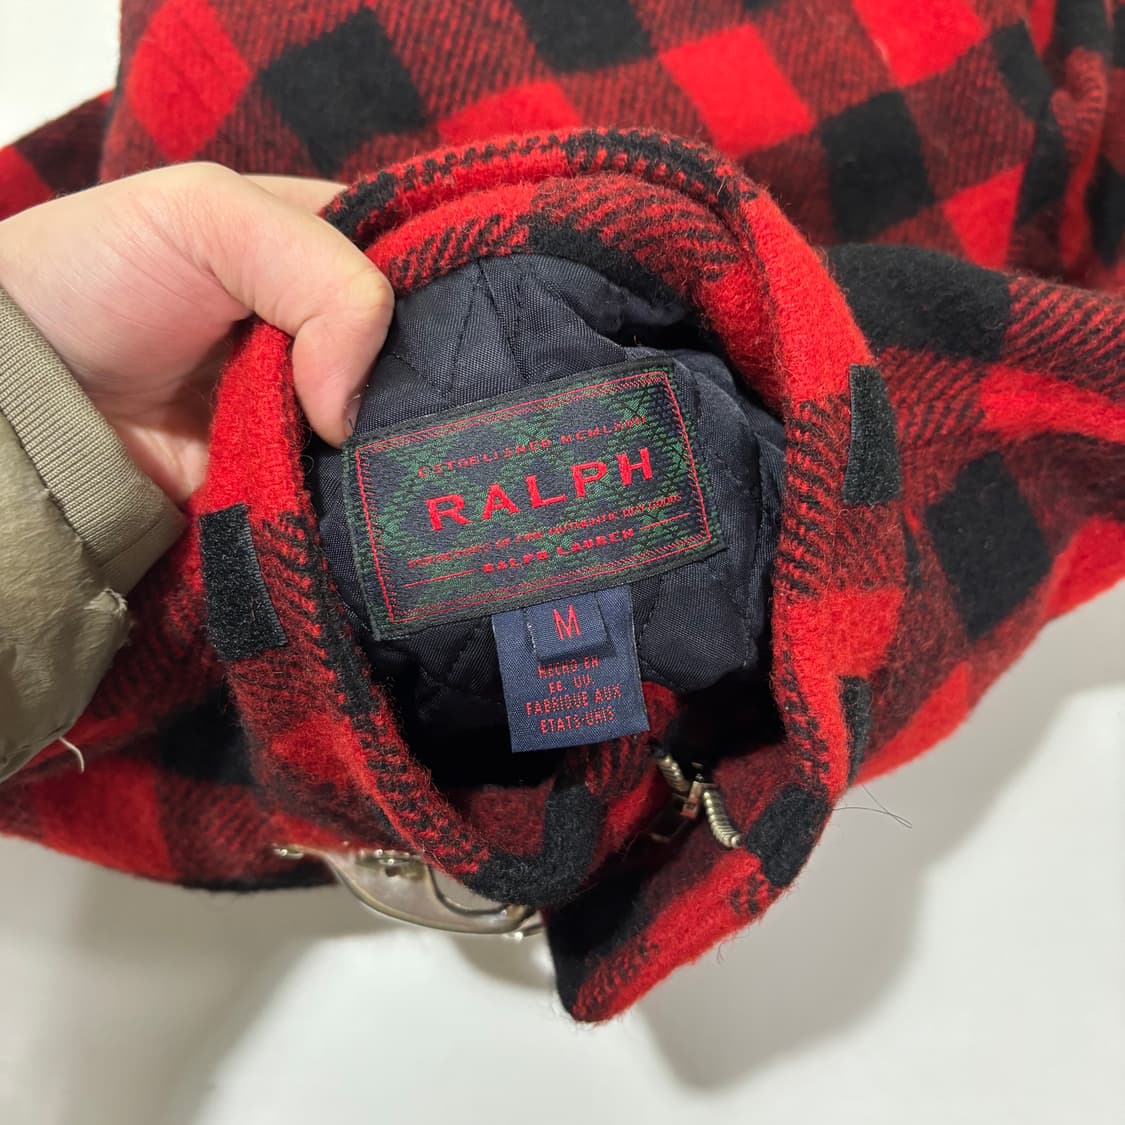 ESTABLISHED MCMLXVII
RALPH
RALPH LAUREN
M
HECHO EN
EE. UU.
FABRIQUE AUX
ETATS-UNIS